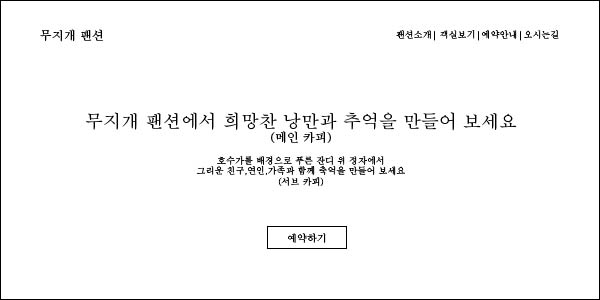 무지개 팬션
팬션소개| 객실보기|예약안내|오시는길
무지개 팬션에서 희망찬 낭만과 추억을 만들어 보세요
(메인 카피)
호수가를 배경으로 푸른 잔디 위 정자에서
그리운 친구,연인,가족과 함께 축억을 만들어 보세요
(서브 카피)
예약하기